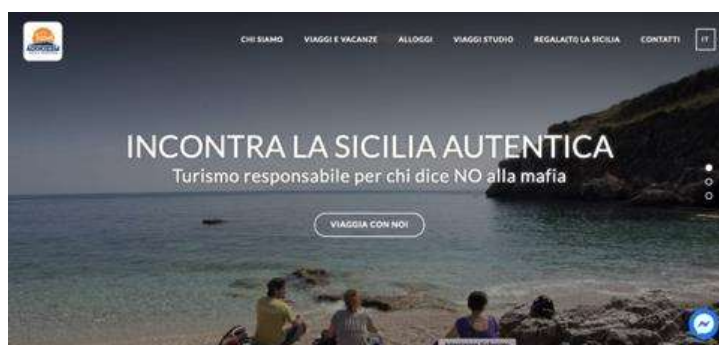 CHI SIAMO VIAGGI E VACANZE ALLOGGI VIAGGI STUDIO REGALA(TI) LA SICILIA CONTATTI IT
INCONTRA LA SICILIA AUTENTICA
Turismo responsabile per chi dice NO alla mafia
VIAGGIA CON NOI